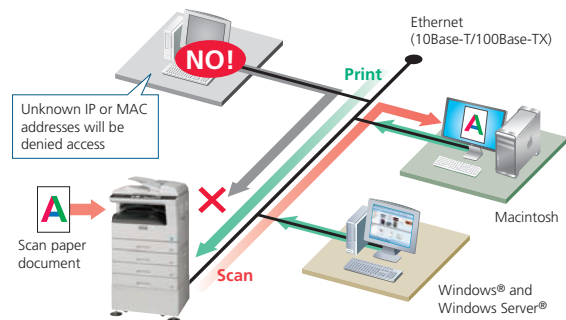 Ethernet
(10Base-T/100Base-TX)
NO!
Print
Unknown IP or MAC
addresses will be
denied access
A
A
Macintosh
Scan paper
document
Scan
Windows® and
Windows Server®